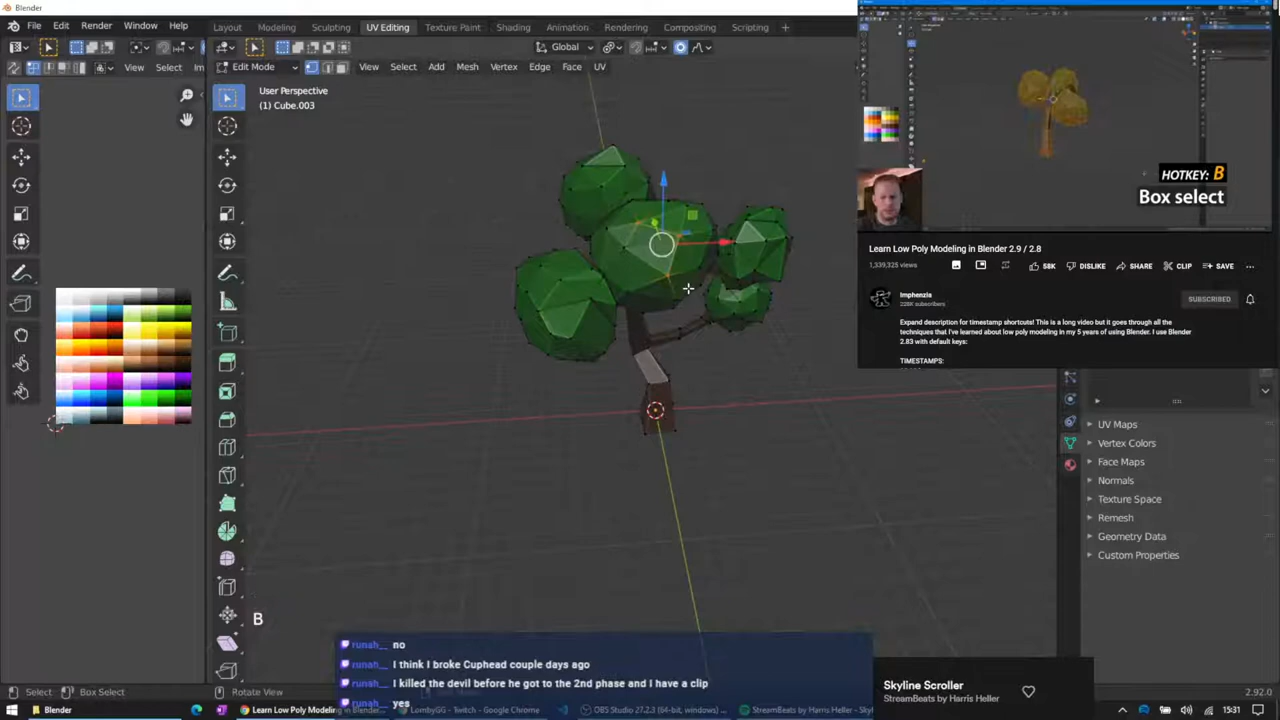 Blender
File Edit Render Window Help
Layout Modeling Sculpting UV Editing Texture Paint Shading Animation Rendering Compositing Scripting
Global
View Select
Edit Mode View Select Add Mesh Vertex Edge Face UV
User Perspective
(1) Cube.003
HOTKEY: B
Box select
Learn Low Poly Modeling in Blender 2.9 / 2.8
1,339,325 views
58K DISLIKE SHARE CLIP SAVE
Imphenzia
228K subscribers
SUBSCRIBED
Expand description for timestamp shortcuts! This is a long video but it goes through all the
techniques that I've learned about low poly modeling in my 5 years of using Blender. I use
2.83 with default keys:
TIMESTAMPS:
UV Maps
Vertex Colors
Face Maps
Normals
Texture Space
Remesh
Geometry Data
Custom Properties
B
runah__ no
runah__ I think I broke Cuphead couple days ago
runah__ I killed the devil before he got to the 2nd phase and I have a clip
runah__ yes
Skyline Scroller
StreamBeats by Harris Heller
Select Box Select Rotate View
2.92.0
Blender
Learn Low Poly Modeling in Blender
LombyGG - Twitch - Google Chrome
OBS Studio 27.2.3 (64-bit, windows)
StreamBeats by Harris Heller
15:31